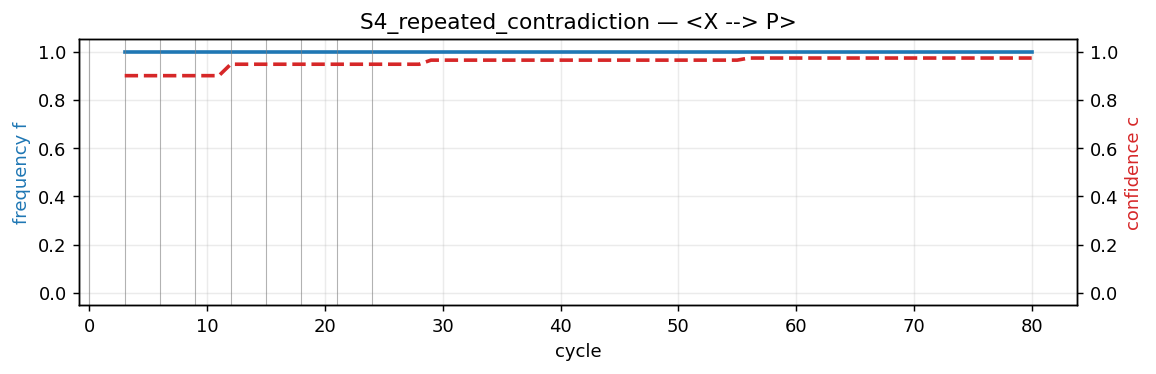 S4_repeated_contradiction — <X --> P>
frequency f
1.0
0.8
0.6
0.4
0.2
0.0
1.0
0.8
0.6
0.4
0.2
0.0
confidence c
0 10 20 30 40 50 60 70 80
cycle